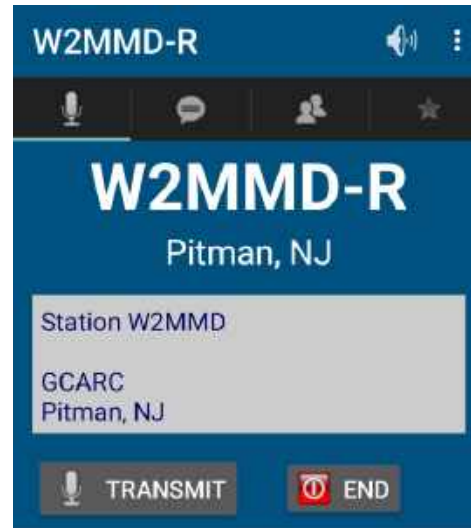 W2MMD-R
W2MMD-R
Pitman, NJ
Station W2MMD
GCARC
Pitman, NJ
TRANSMIT
END